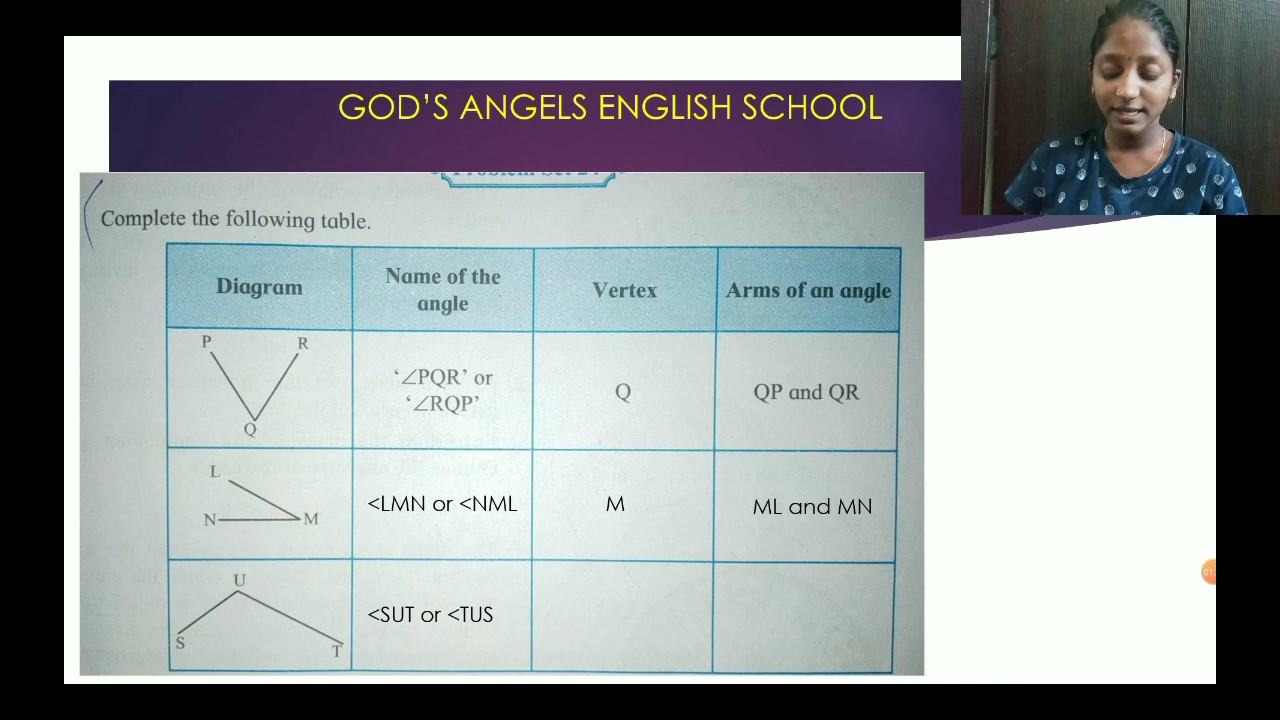 GOD'S ANGELS ENGLISH SCHOOL
Complete the following table.
Diagram
Name of the
angle
Vertex
Arms of an angle
P
R
Q
'∠PQR' or
'∠RQP'
Q
QP and QR
L
N
M
<LMN or <NML
M
ML and MN
U
S
T
<SUT or <TUS